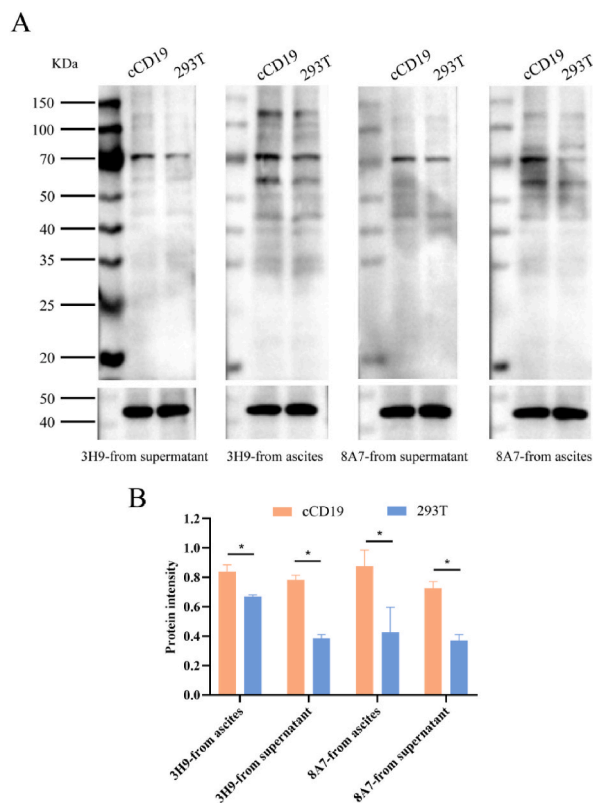 A
KDa
cCD19 293T cCD19 293T cCD19 293T cCD19 293T
150
100
70
50
40
35
25
20
50
40
3H9-from supernatant 3H9-from ascites 8A7-from supernatant 8A7-from ascites
B
cCD19 293T
Protein intensity
1.2
1.0
0.8
0.6
0.4
0.2
0.0
* * * *
3H9-from ascites
3H9-from supernatant
8A7-from ascites
8A7-from supernatant